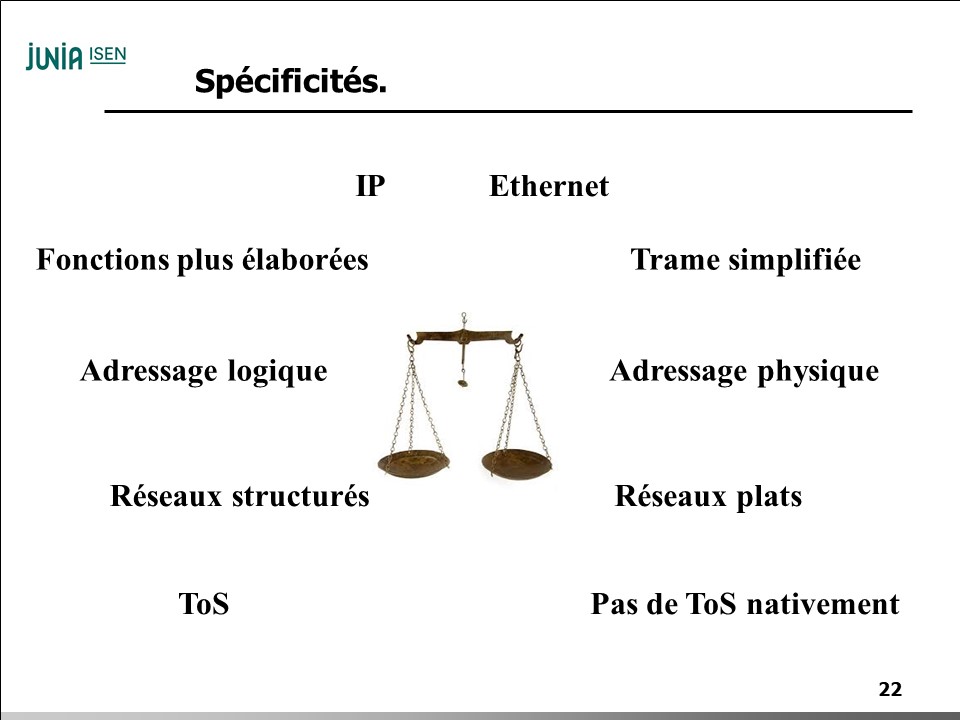 JUNIA ISEN
Spécificités.
IP Ethernet
Fonctions plus élaborées Trame simplifiée
Adressage logique Adressage physique
Réseaux structurés Réseaux plats
ToS Pas de ToS nativement
22